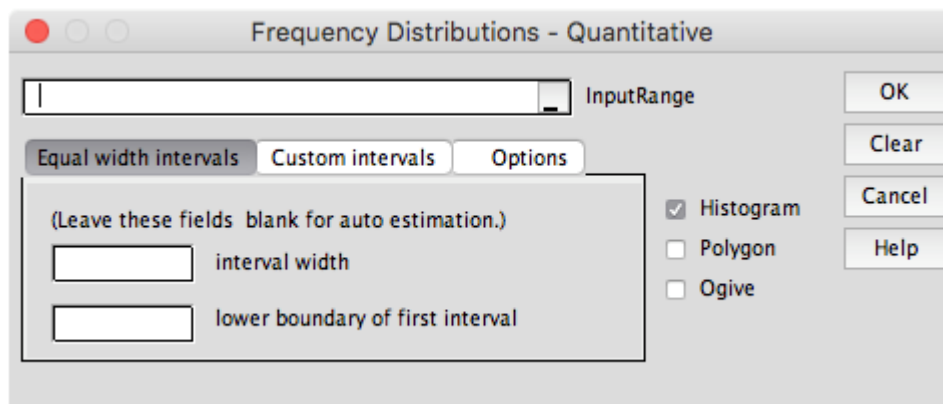 Frequency Distributions - Quantitative
InputRange
OK
Equal width intervals Custom intervals Options
Clear
(Leave these fields  blank for auto estimation.)
Histogram
Cancel
interval width
Polygon
Help
Ogive
lower boundary of first interval